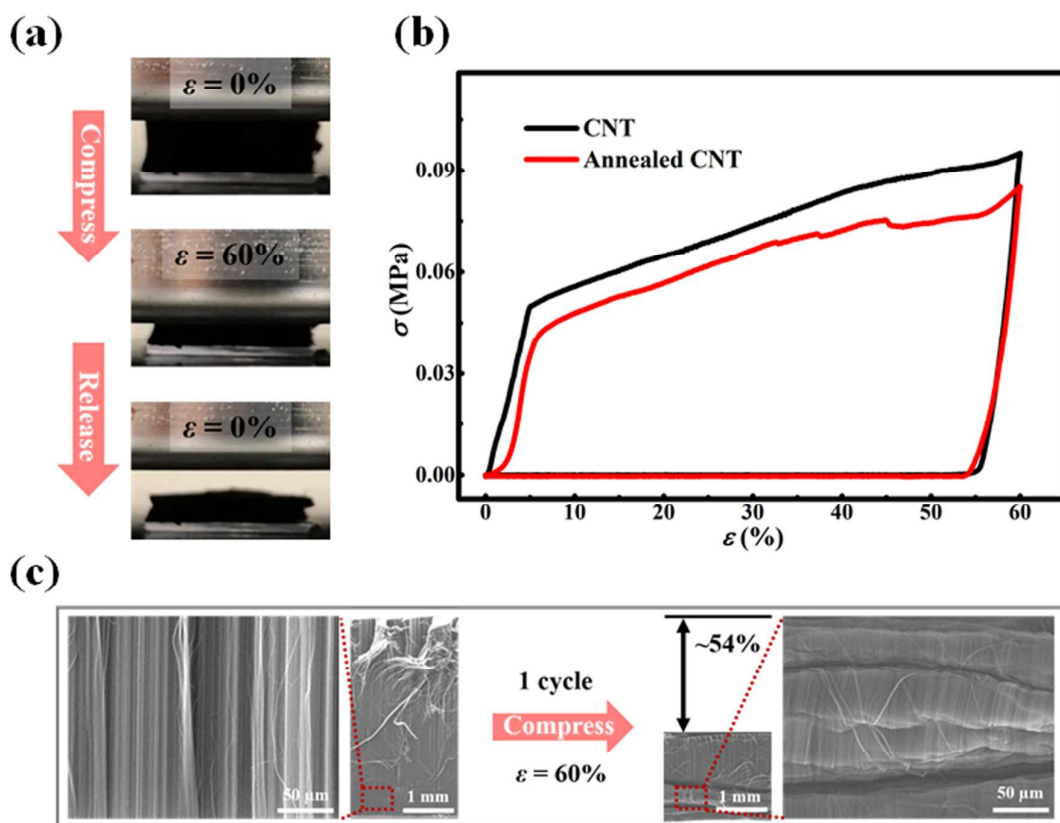 (a)
ε = 0%
Compress
ε = 60%
Release
ε = 0%
(b)
CNT
Annealed CNT
0.09
0.06
0.03
0.00
σ (MPa)
0 10 20 30 40 50 60
ε (%)
(c)
50 μm
1 mm
1 cycle
Compress
ε = 60%
~54%
1 mm
50 μm